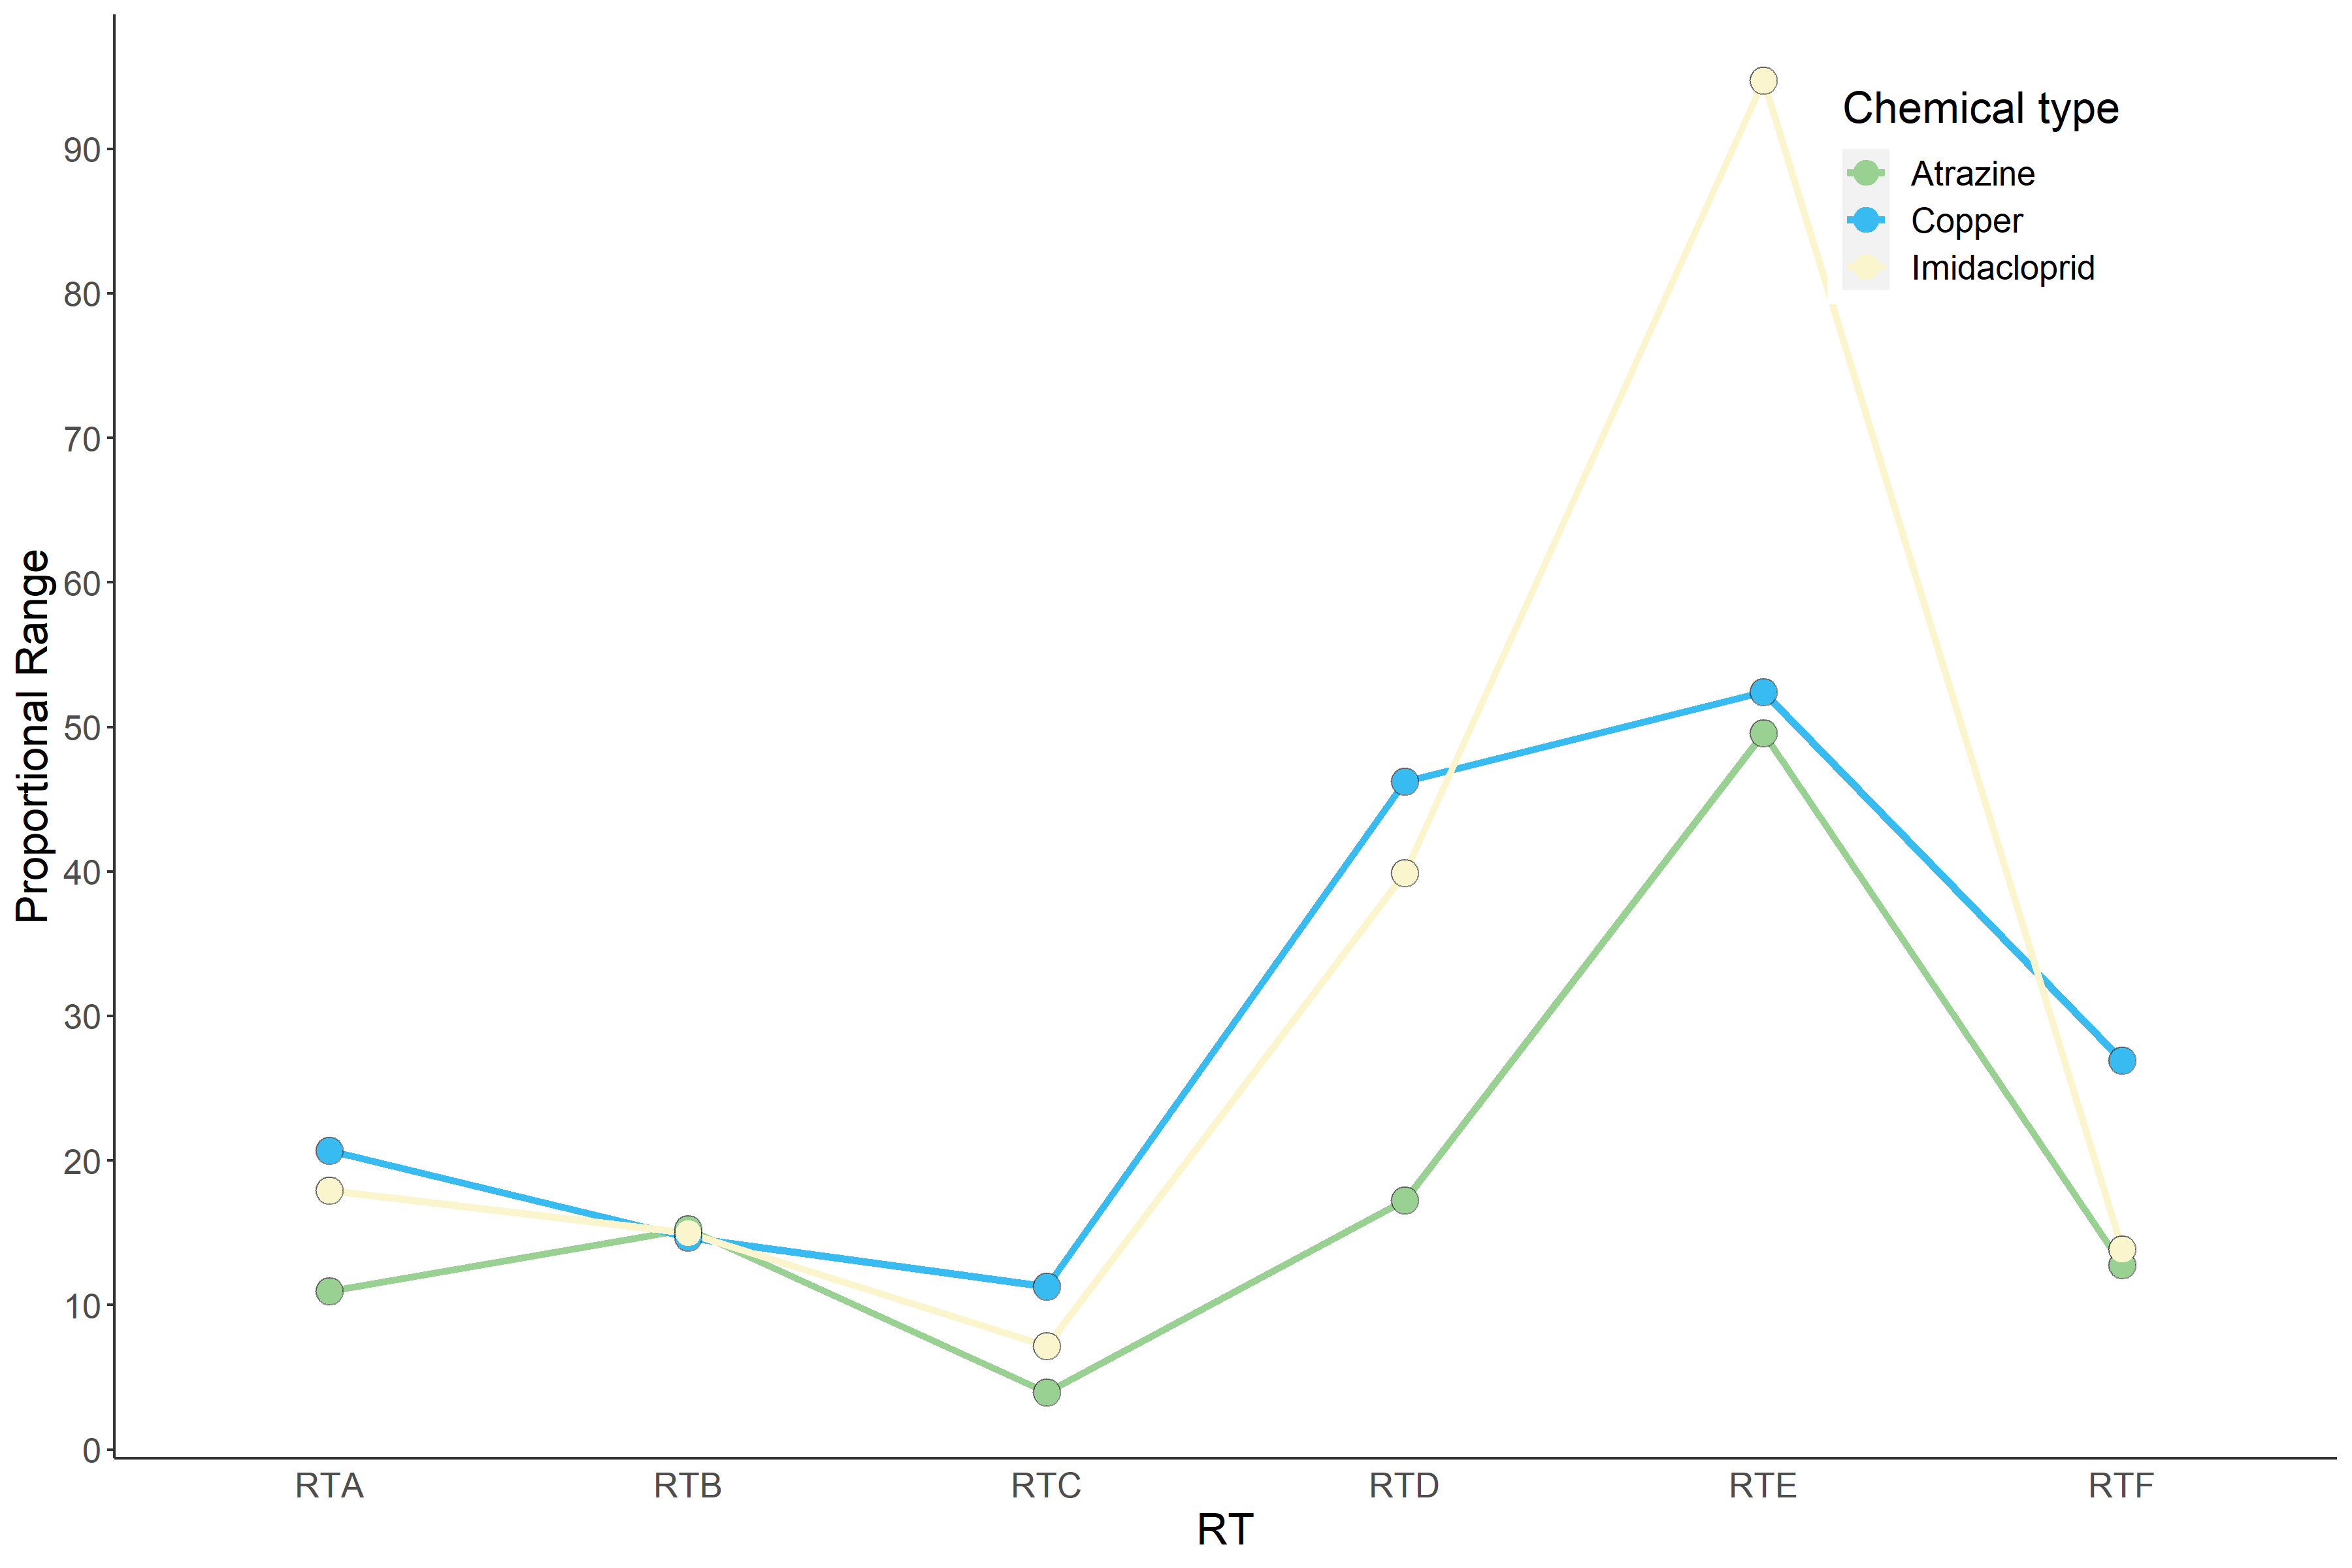 Chemical type
Atrazine
Copper
Imidacloprid
Proportional Range
90
80
70
60
50
40
30
20
10
0
RTA RTB RTC RTD RTE RTF
RT